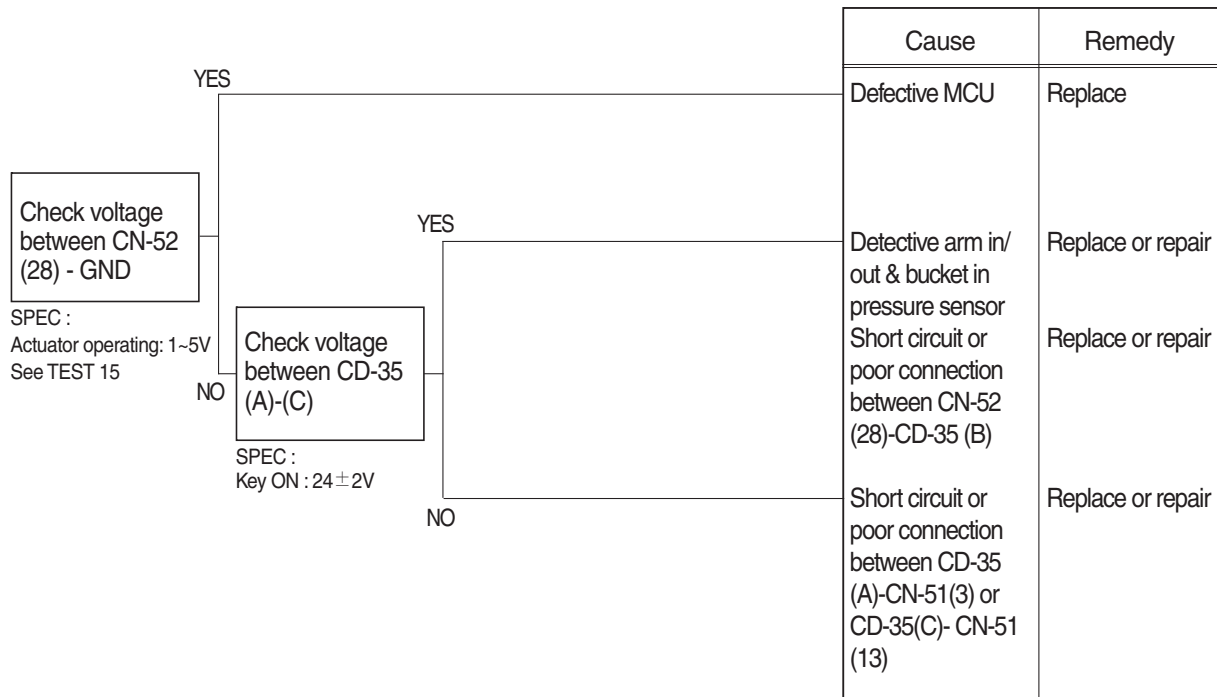 Cause
Remedy
YES
Defective MCU
Replace
Check voltage
between CN-52
(28) - GND
SPEC :
Actuator operating: 1~5V
See TEST 15
NO
YES
Detective arm in/
out & bucket in
pressure sensor
Replace or repair
Short circuit or
poor connection
between CN-52
(28)-CD-35 (B)
Replace or repair
Check voltage
between CD-35
(A)-(C)
SPEC :
Key ON : 24±2V
NO
Short circuit or
poor connection
between CD-35
(A)-CN-51(3) or
CD-35(C)- CN-51
(13)
Replace or repair